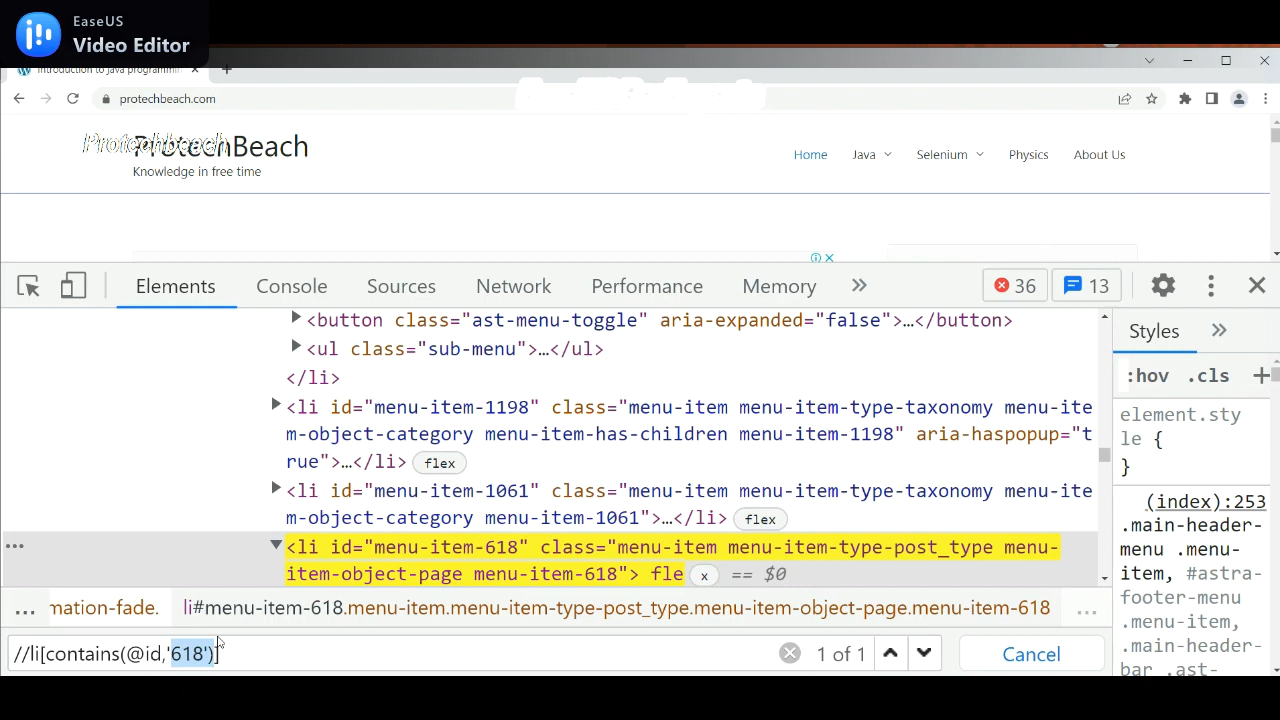 EaseUS
Video Editor
Introduction to Java programmin
protechbeach.com
Protechbeach
ProtechBeach
Knowledge in free time
Home Java Selenium Physics About Us
Elements Console Sources Network Performance Memory 36 13
<button class="ast-menu-toggle" aria-expanded="false">…</button>
<ul class="sub-menu">…</ul>
</li>
<li id="menu-item-1198" class="menu-item menu-item-type-taxonomy menu-ite
m-object-category menu-item-has-children menu-item-1198" aria-haspopup="t
rue">…</li> flex
<li id="menu-item-1061" class="menu-item menu-item-type-taxonomy menu-ite
m-object-category menu-item-1061">…</li> flex
<li id="menu-item-618" class="menu-item menu-item-type-post_type menu-
item-object-page menu-item-618"> fle x == $0
... mation-fade. li#menu-item-618.menu-item.menu-item-type-post_type.menu-item-object-page.menu-item-618 ...
//li[contains(@id,'618')] 1 of 1 Cancel
Styles
:hov .cls +
element.sty
le {
}
(index):253
.main-header-
menu .menu-
item, #astra-
footer-menu
.menu-item,
.main-header-
bar .ast-